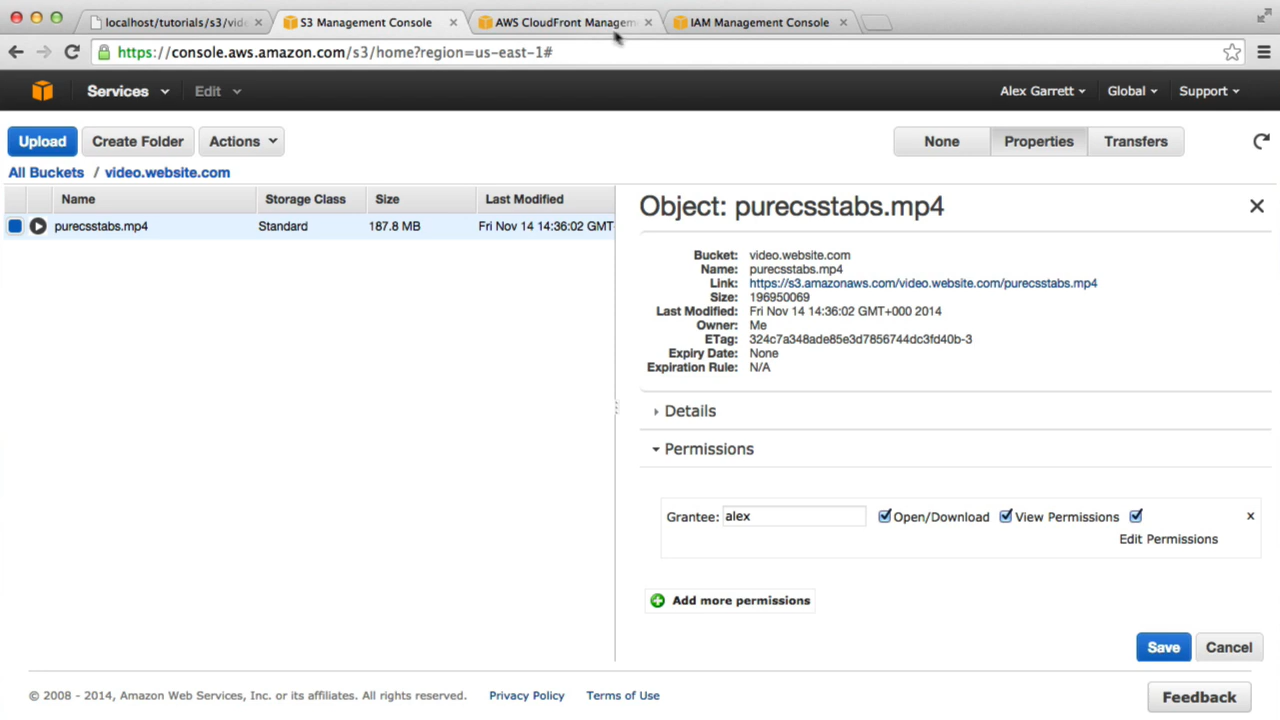 localhost/tutorials/s3/vide
S3 Management Console
AWS CloudFront Managem
IAM Management Console
https://console.aws.amazon.com/s3/home?region=us-east-1#
Services
Edit
Alex Garrett
Global
Support
Upload
Create Folder
Actions
None
Properties
Transfers
All Buckets / video.website.com
Name Storage Class Size Last Modified
purecsstabs.mp4 Standard 187.8 MB Fri Nov 14 14:36:02 GMT
Object: purecsstabs.mp4
Bucket: video.website.com
Name: purecsstabs.mp4
Link: https://s3.amazonaws.com/video.website.com/purecsstabs.mp4
Size: 196950069
Last Modified: Fri Nov 14 14:36:02 GMT+000 2014
Owner: Me
ETag: 324c7a348ade85e3d7856744dc3fd40b-3
Expiry Date: None
Expiration Rule: N/A
Details
Permissions
Grantee: alex Open/Download View Permissions
Edit Permissions
Add more permissions
Save Cancel
© 2008 - 2014, Amazon Web Services, Inc. or its affiliates. All rights reserved. Privacy Policy Terms of Use
Feedback